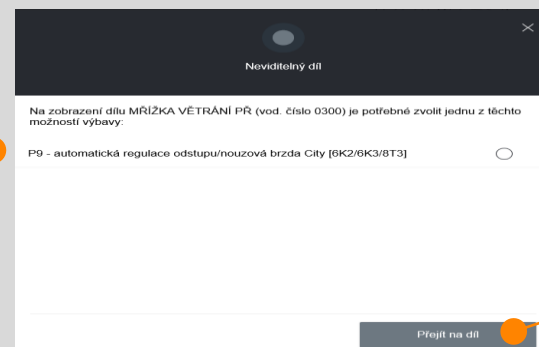 Neviditelný díl
Na zobrazení dílu MŘÍŽKA VĚTRÁNÍ PŘ (vod. číslo 0300) je potřebné zvolit jednu z těchto
možností výbavy:
P9 - automatická regulace odstupu/nouzová brzda City [6K2/6K3/8T3]
Přejít na díl